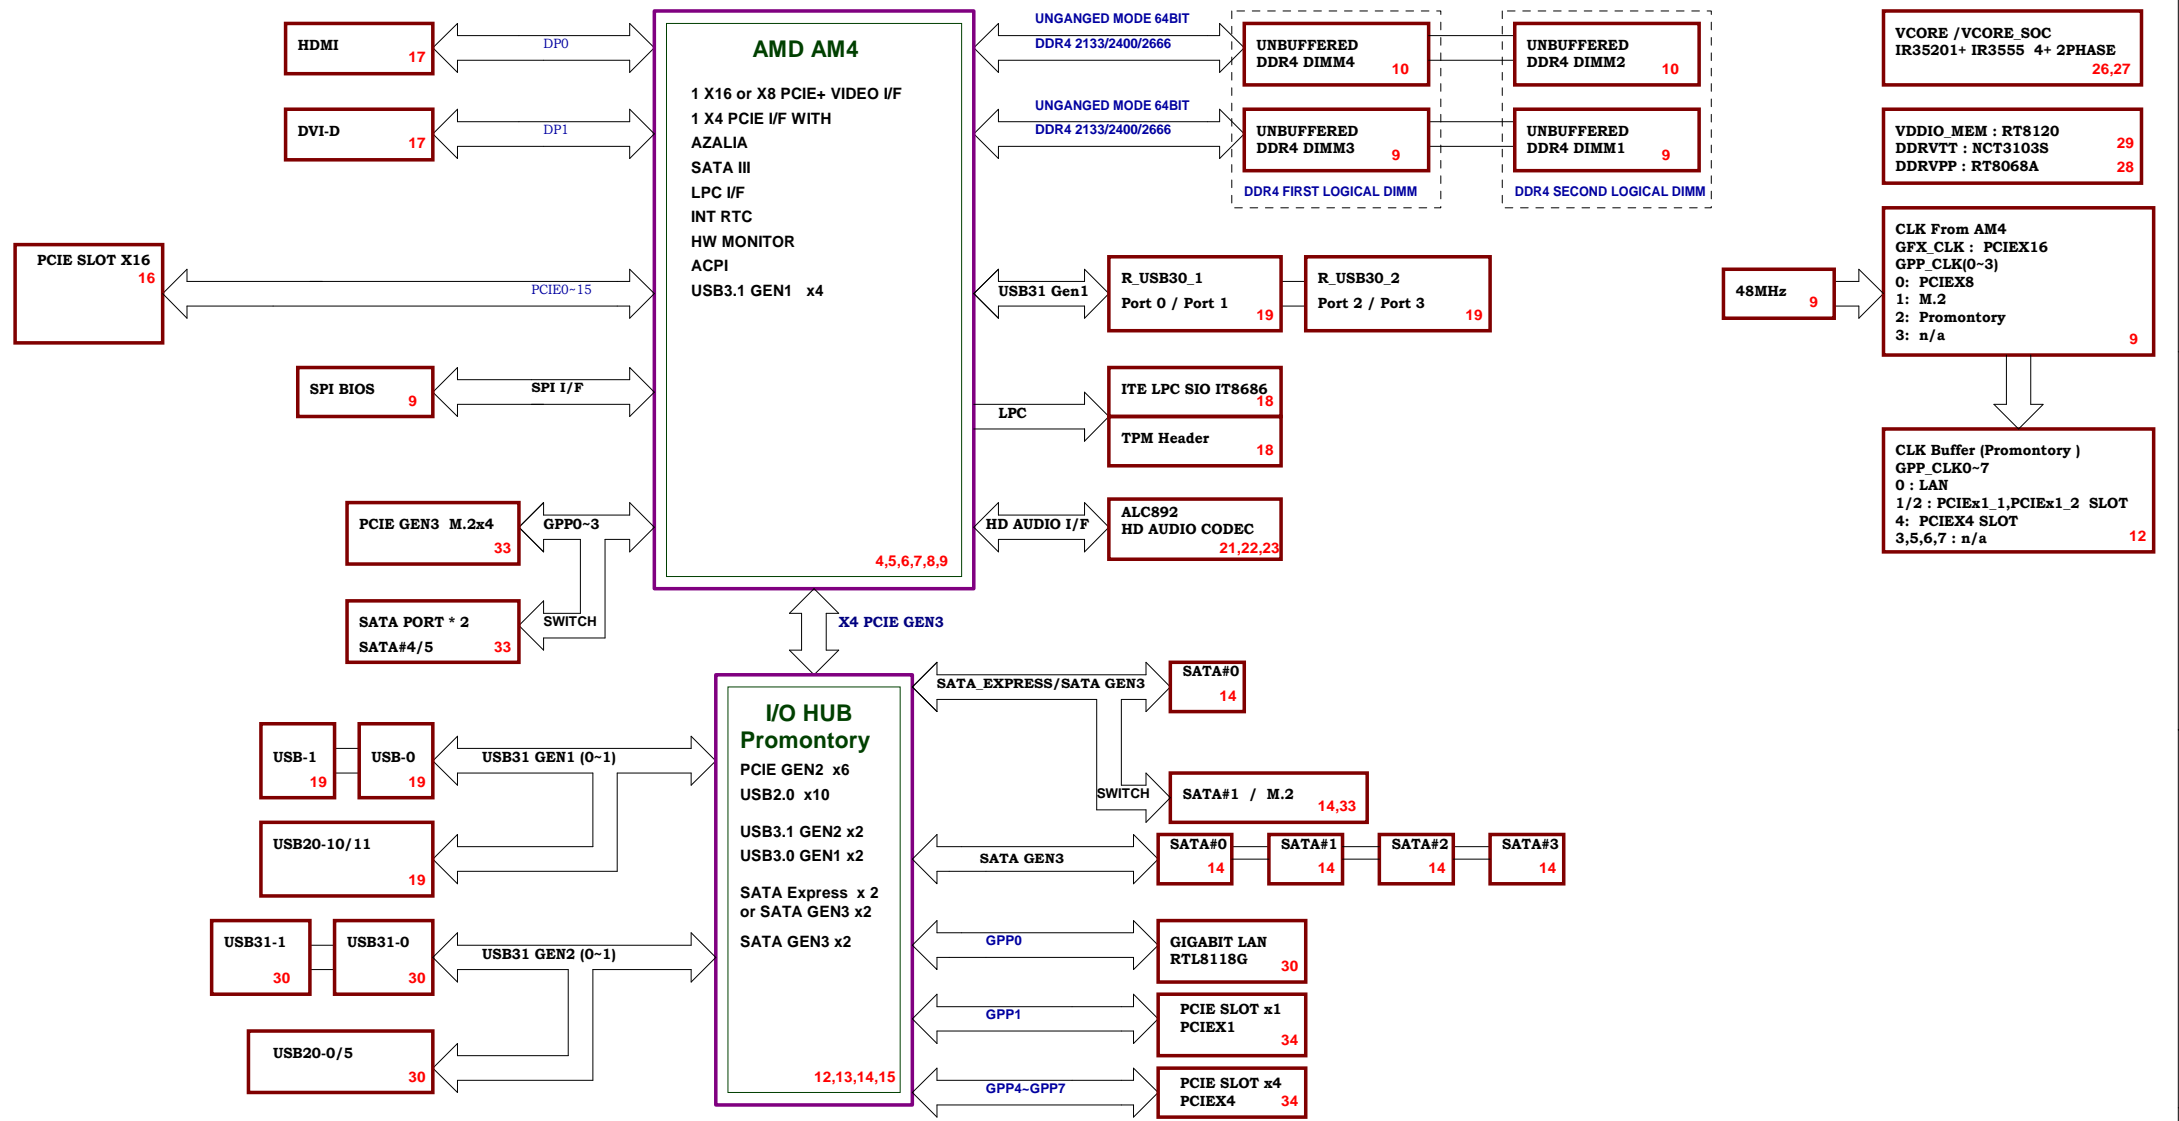 HDMI
17
DP0
DVI-D
17
DP1
PCIE SLOT X16
16
PCIE0~15
SPI BIOS
9
SPI I/F
PCIE GEN3 M.2x4
33
GPP0~3
SATA PORT * 2
SATA#4/5
33
SWITCH
AMD AM4
1 X16 or X8 PCIE+ VIDEO I/F
1 X4 PCIE I/F WITH
AZALIA
SATA III
LPC I/F
INT RTC
HW MONITOR
ACPI
USB3.1 GEN1 x4
4,5,6,7,8,9
UNGANGED MODE 64BIT
DDR4 2133/2400/2666
UNBUFFERED
DDR4 DIMM4
10
UNBUFFERED
DDR4 DIMM2
10
UNGANGED MODE 64BIT
DDR4 2133/2400/2666
UNBUFFERED
DDR4 DIMM3
9
UNBUFFERED
DDR4 DIMM1
9
DDR4 FIRST LOGICAL DIMM
DDR4 SECOND LOGICAL DIMM
USB31 Gen1
R_USB30_1
Port 0 / Port 1
19
R_USB30_2
Port 2 / Port 3
19
LPC
ITE LPC SIO IT8686
18
TPM Header
18
HD AUDIO I/F
ALC892
HD AUDIO CODEC
21,22,23
VCORE /VCORE_SOC
IR35201+ IR3555 4+ 2PHASE
26,27
VDDIO_MEM : RT8120
DDRVTT : NCT3103S
29
DDRVPP : RT8068A
28
48MHz
9
CLK From AM4
GFX_CLK : PCIEX16
GPP_CLK(0~3)
0: PCIEX8
1: M.2
2: Promontory
3: n/a
9
CLK Buffer (Promontory )
GPP_CLK0~7
0 : LAN
1/2 : PCIEx1_1,PCIEx1_2 SLOT
4: PCIEX4 SLOT
3,5,6,7 : n/a
12
X4 PCIE GEN3
USB-1
19
USB-0
19
USB31 GEN1 (0~1)
USB20-10/11
19
USB31-1
30
USB31-0
30
USB31 GEN2 (0~1)
USB20-0/5
30
I/O HUB
Promontory
PCIE GEN2 x6
USB2.0 x10
USB3.1 GEN2 x2
USB3.0 GEN1 x2
SATA Express x 2
or SATA GEN3 x2
SATA GEN3 x2
12,13,14,15
SATA_EXPRESS/SATA GEN3
SATA#0
14
SWITCH
SATA#1 / M.2
14,33
SATA GEN3
SATA#0
14
SATA#1
14
SATA#2
14
SATA#3
14
GPP0
GIGABIT LAN
RTL8118G
30
GPP1
PCIE SLOT x1
PCIEX1
34
GPP4~GPP7
PCIE SLOT x4
PCIEX4
34